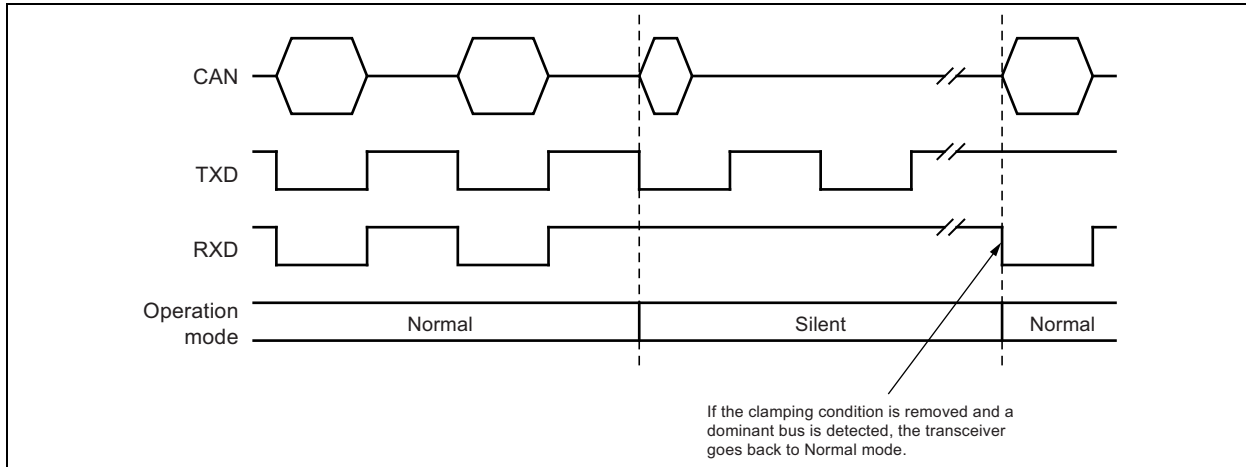 CAN
TXD
RXD
Operation
mode
Normal
Silent
Normal
If the clamping condition is removed and a
dominant bus is detected, the transceiver
goes back to Normal mode.